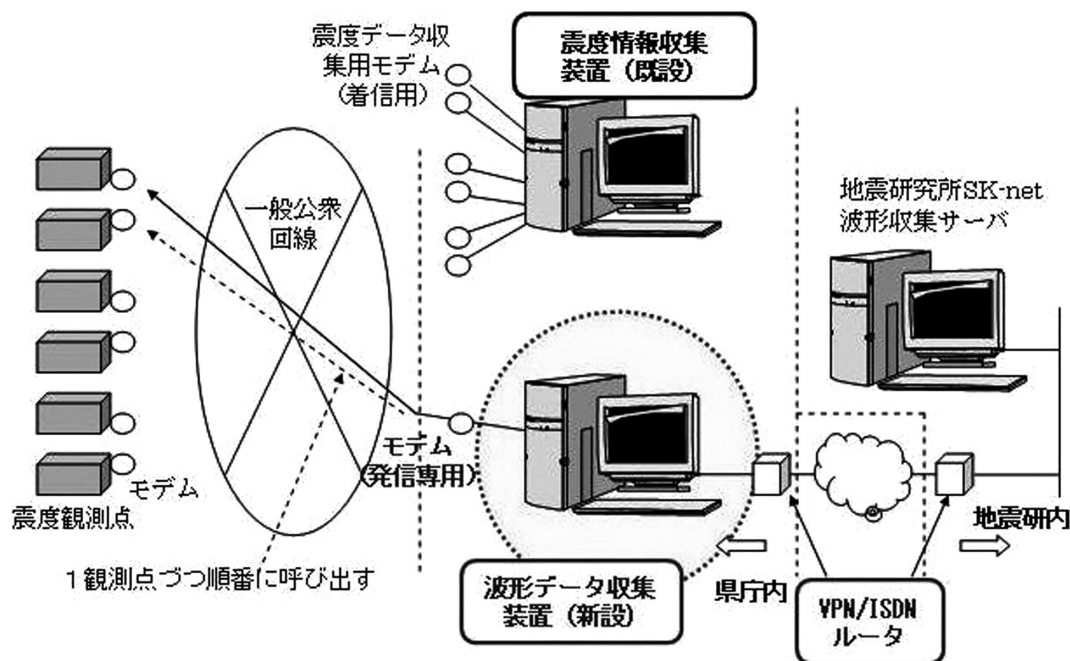 震度データ収
集用モデム
(着信用)
震度情報収集
装置（既設）
一般公衆
回線
地震研究所SK-net
波形収集サーバ
モデム
(発信専用)
モデム
震度観測点
地震研内
１観測点づつ順番に呼び出す
波形データ収集
装置（新設）
県庁内
VPN/ISDN
ルータ